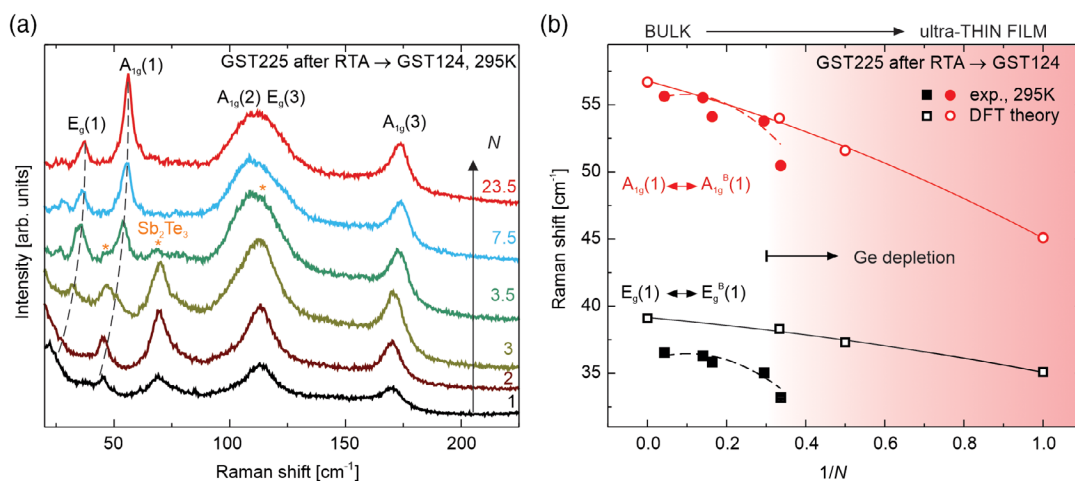 (a)
GST225 after RTA → GST124, 295K
A1g(1)
Eg(1)
A1g(2) Eg(3)
A1g(3)
N
23.5
7.5
3.5
3
2
1
*
Sb2Te3
* *
Intensity [arb. units]
50 100 150 200
Raman shift [cm-1]
(b)
BULK → ultra-THIN FILM
GST225 after RTA → GST124
exp., 295K
DFT theory
A1g(1) ↔ A1gB(1)
Ge depletion
Eg(1) ↔ EgB(1)
Raman shift [cm-1]
55
50
45
40
35
0.0 0.2 0.4 0.6 0.8 1.0
1/N